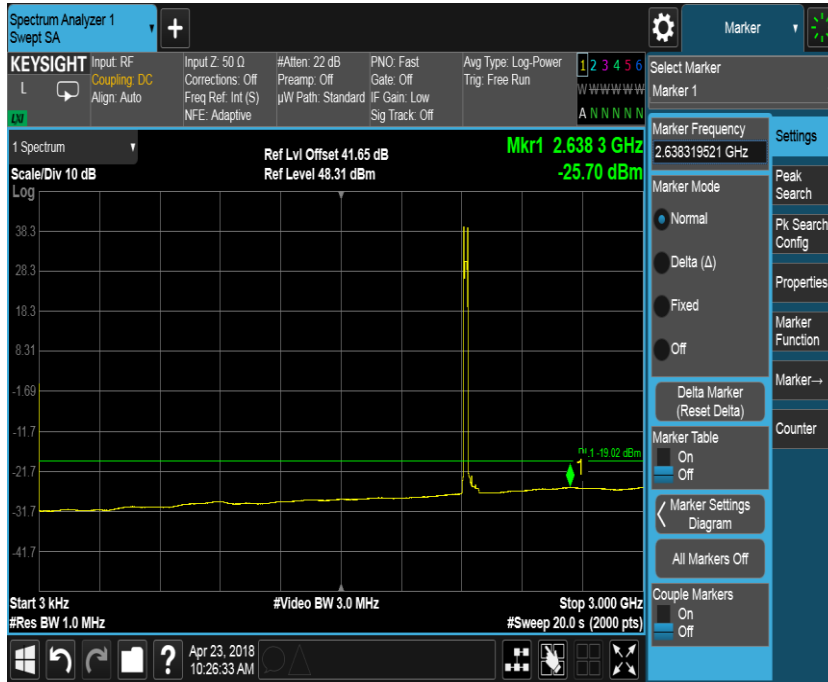 Spectrum Analyzer 1
Swept SA
+
Marker
KEYSIGHT
L
LXI
Input: RF
Coupling: DC
Align: Auto
Input Z: 50 Ω
Corrections: Off
Freq Ref: Int (S)
NFE: Adaptive
#Atten: 22 dB
Preamp: Off
µW Path: Standard
PNO: Fast
Gate: Off
IF Gain: Low
Sig Track: Off
Avg Type: Log-Power
Trig: Free Run
1 2 3 4 5 6
W W W W W W
A N N N N N
Select Marker
Marker 1
1 Spectrum
Scale/Div 10 dB
Log
Ref Lvl Offset 41.65 dB
Ref Level 48.31 dBm
Mkr1 2.638 3 GHz
-25.70 dBm
38.3
28.3
18.3
8.31
-1.69
-11.7
-21.7
-31.7
-41.7
-19.02 dBm
1
Start 3 kHz
#Res BW 1.0 MHz
#Video BW 3.0 MHz
Stop 3.000 GHz
#Sweep 20.0 s (2000 pts)
Marker Frequency
2.638319521 GHz
Marker Mode
Normal
Delta (Δ)
Fixed
Off
Delta Marker
(Reset Delta)
Marker Table
On
Off
Marker Settings
Diagram
All Markers Off
Couple Markers
On
Off
Settings
Peak
Search
Pk Search
Config
Properties
Marker
Function
Marker→
Counter
?
Apr 23, 2018
10:26:33 AM